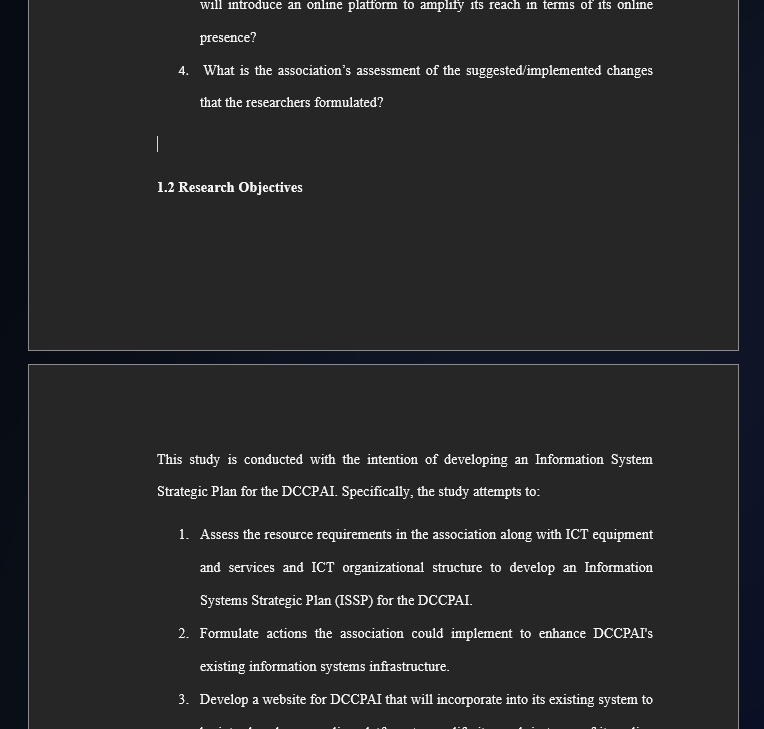 will introduce an online platform to amplify its reach in terms of its online
presence?
4. What is the association’s assessment of the suggested/implemented changes
that the researchers formulated?
1.2 Research Objectives
This study is conducted with the intention of developing an Information System
Strategic Plan for the DCCPAI. Specifically, the study attempts to:
1. Assess the resource requirements in the association along with ICT equipment
and services and ICT organizational structure to develop an Information
Systems Strategic Plan (ISSP) for the DCCPAI.
2. Formulate actions the association could implement to enhance DCCPAI's
existing information systems infrastructure.
3. Develop a website for DCCPAI that will incorporate into its existing system to